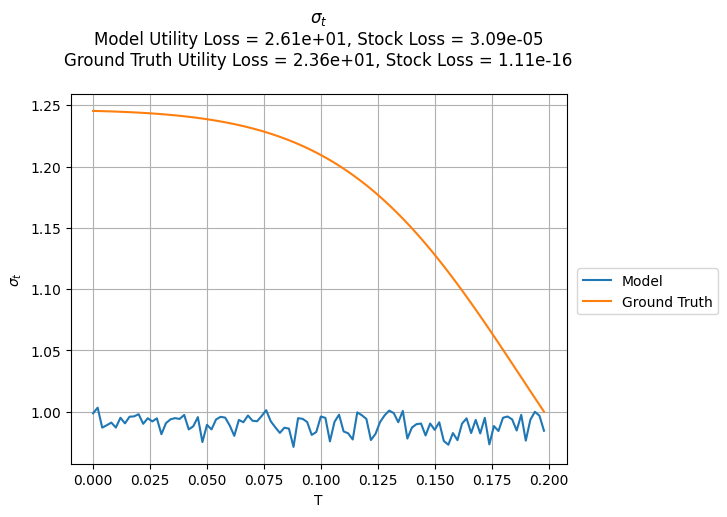 σt
Model Utility Loss = 2.61e+01, Stock Loss = 3.09e-05
Ground Truth Utility Loss = 2.36e+01, Stock Loss = 1.11e-16
1.25
1.20
1.15
1.10
1.05
1.00
σt
0.000 0.025 0.050 0.075 0.100 0.125 0.150 0.175 0.200
T
Model
Ground Truth